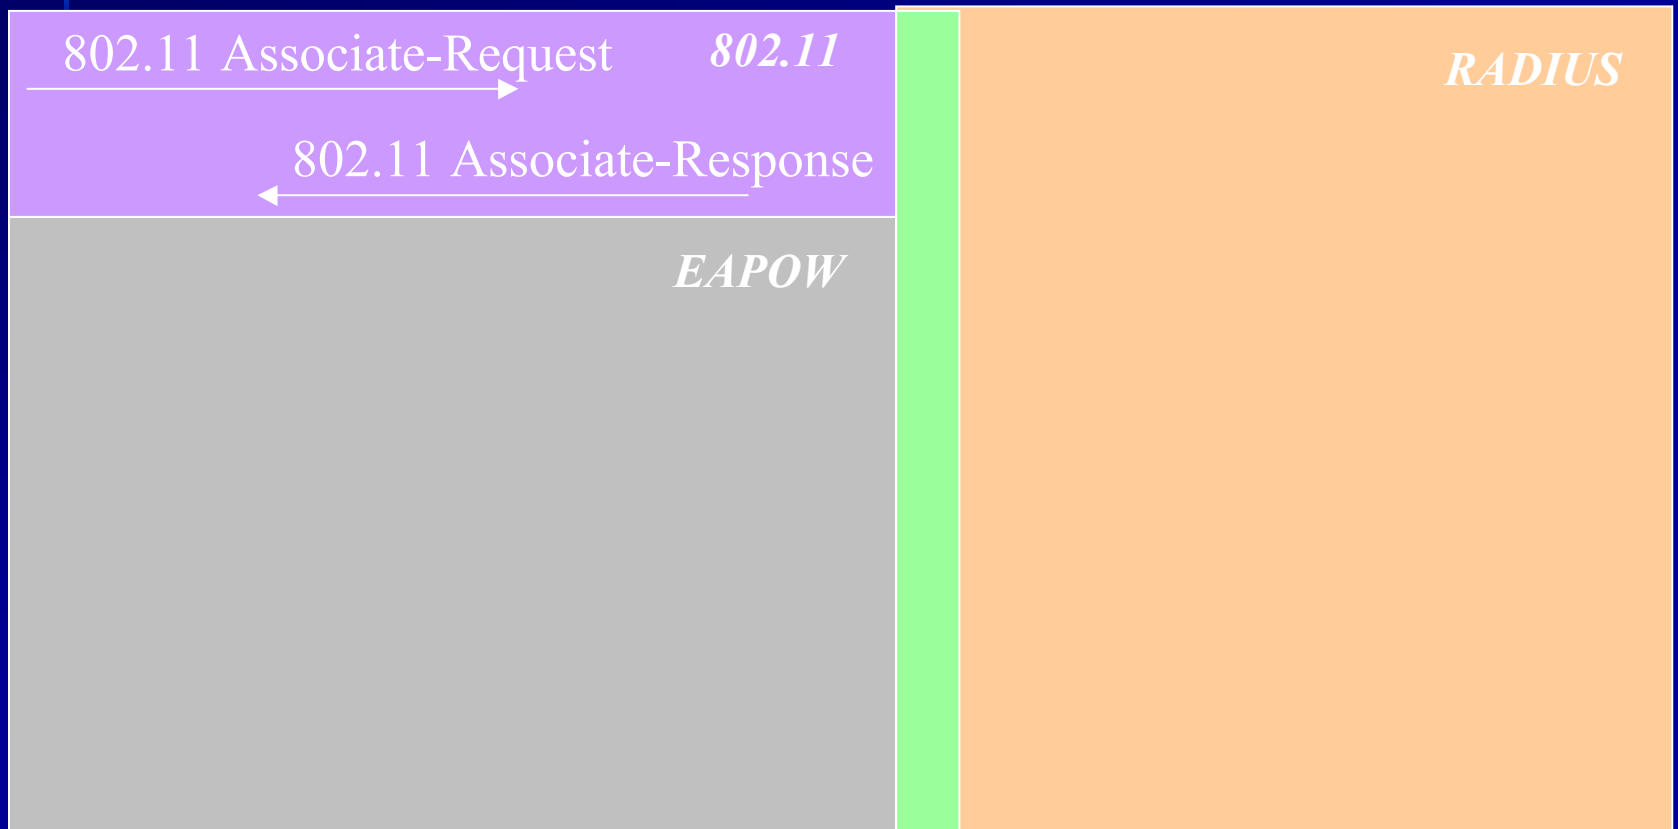 802.11 Associate-Request
802.11
RADIUS
802.11 Associate-Response
EAPOW